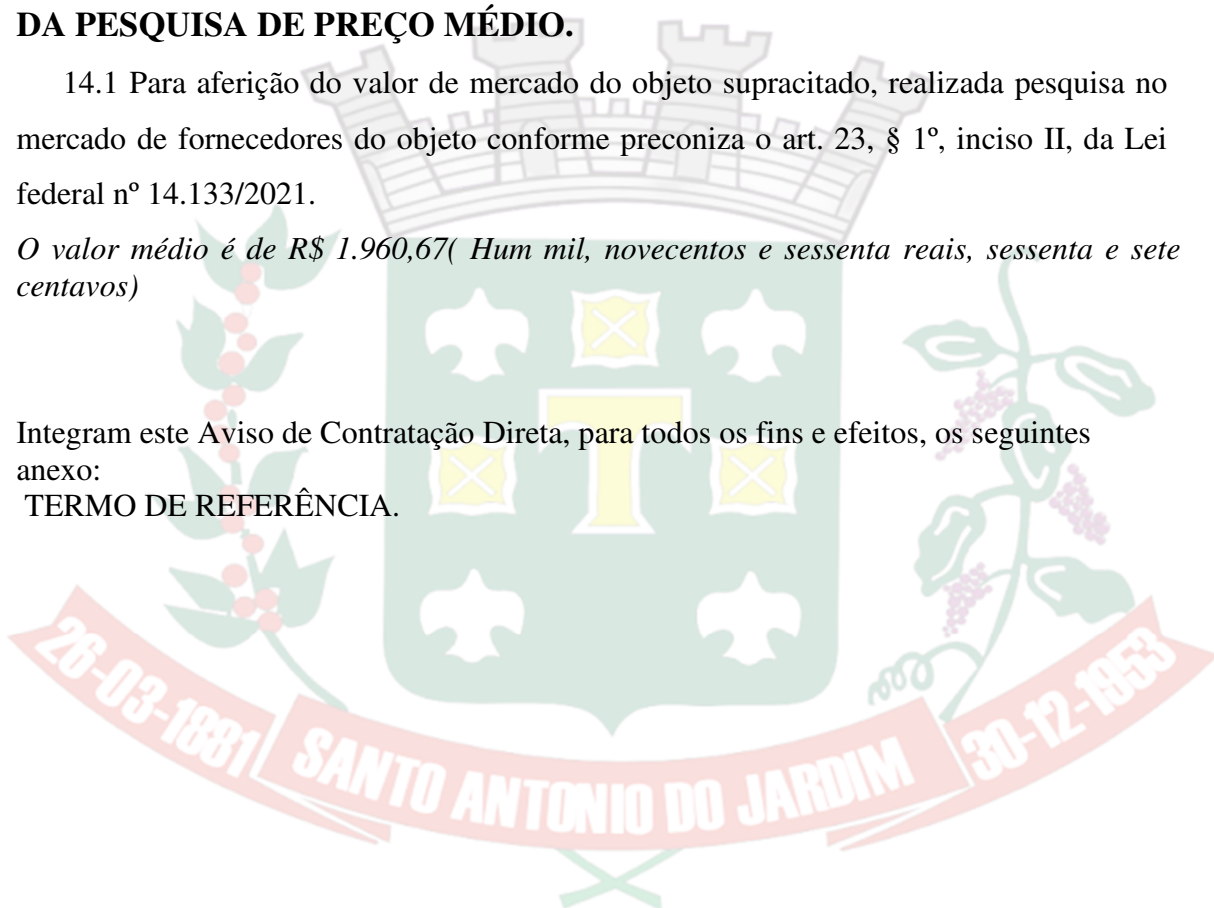 DA PESQUISA DE PREÇO MÉDIO.
14.1 Para aferição do valor de mercado do objeto supracitado, realizada pesquisa no
mercado de fornecedores do objeto conforme preconiza o art. 23, § 1º, inciso II, da Lei
federal nº 14.133/2021.
O valor médio é de R$ 1.960,67( Hum mil, novecentos e sessenta reais, sessenta e sete
centavos)
Integram este Aviso de Contratação Direta, para todos os fins e efeitos, os seguintes
anexo:
TERMO DE REFERÊNCIA.
T
26-03-1881
SANTO ANTONIO DO JARDIM
30-12-1953